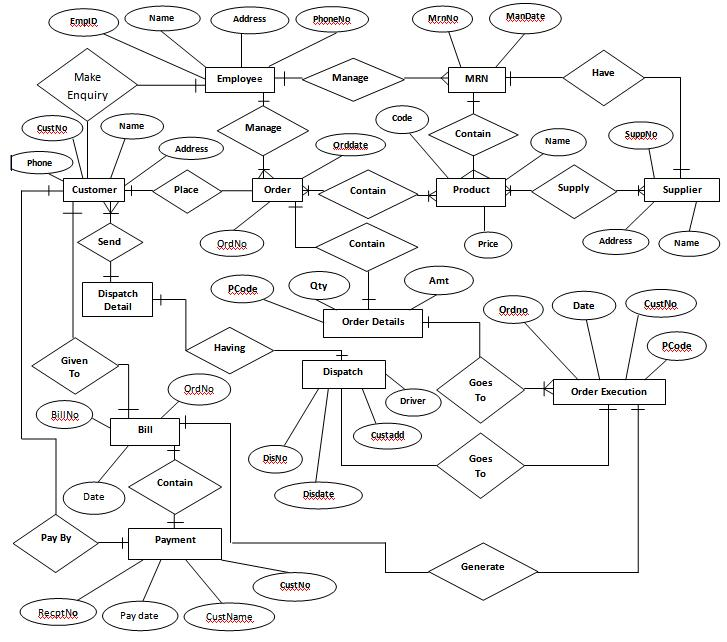 EmpID
Name
Address
PhoneNo
MrnNo
ManDate
Make
Enquiry
Employee
Manage
MRN
Have
CustNo
Name
Manage
Code
Contain
SuppNo
Address
Orddate
Name
Phone
Customer
Place
Order
Contain
Product
Supply
Supplier
Send
OrdNo
Contain
Price
Address
Name
Dispatch
Detail
PCode
Qty
Amt
Order Details
Ordno
Date
CustNo
PCode
Having
Given
To
Dispatch
Goes
To
Order Execution
OrdNo
Driver
BillNo
Bill
Custadd
DisNo
Goes
To
Date
Contain
Disdate
Pay By
Payment
Generate
CustNo
RecptNo
Pay date
CustName